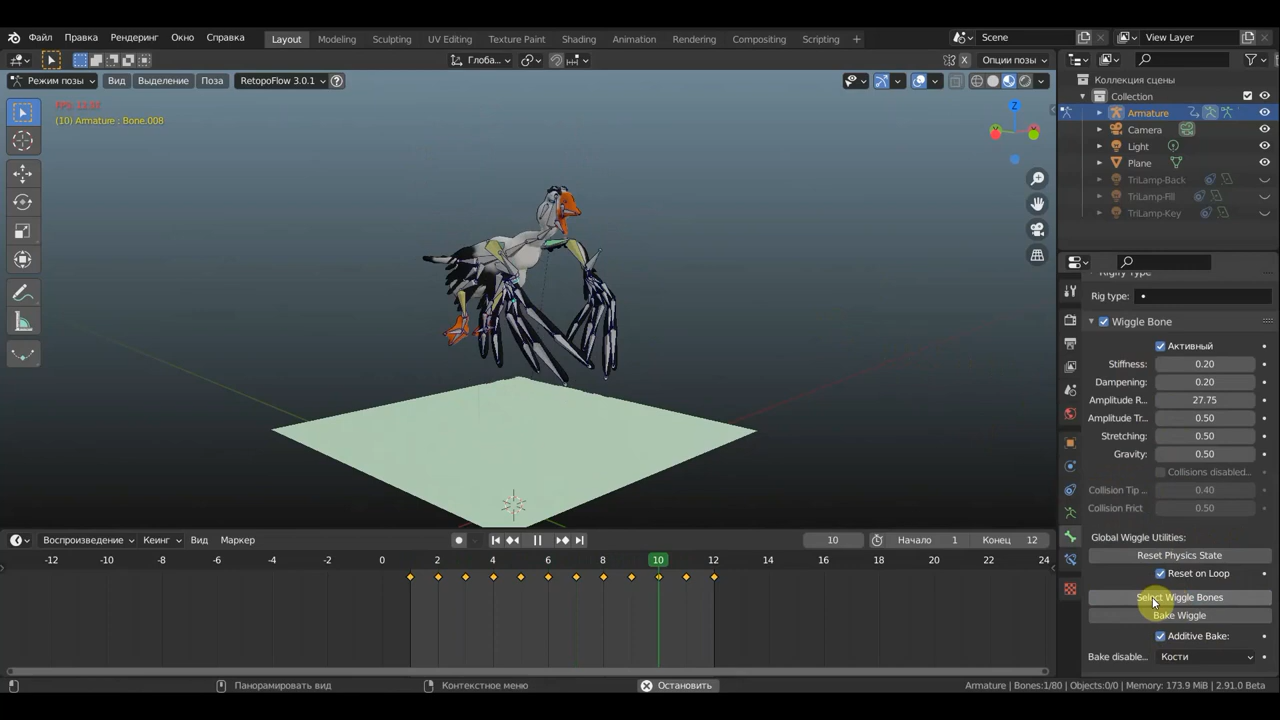 Файл Правка Рендеринг Окно Справка Layout Modeling Sculpting UV Editing Texture Paint Shading Animation Rendering Compositing Scripting + Scene View Layer
Глоба... X Опции позы
Режим позы Вид Выделение Поза RetopoFlow 3.0.1
(10) Armature : Bone.008
Z
Коллекция сцены
Collection
Armature
Camera
Light
Plane
TriLamp-Back
TriLamp-Fill
TriLamp-Key
Rigify Type
Rig type:
Wiggle Bone
Активный
Stiffness: 0.20
Dampening: 0.20
Amplitude R... 27.75
Amplitude Tr... 0.50
Stretching: 0.50
Gravity: 0.50
Collisions disabled...
Collision Tip ... 0.40
Collision Frict 0.50
Global Wiggle Utilities:
Reset Physics State
Reset on Loop
Select Wiggle Bones
Bake Wiggle
Additive Bake:
Bake disable... Кости
Воспроизведение Кеинг Вид Маркер 10 Начало 1 Конец 12
-12 -10 -8 -6 -4 -2 0 2 4 6 8 10 12 14 16 18 20 22 24
Панорамировать вид Контекстное меню Остановить Armature | Bones:1/80 | Objects:0/0 | Memory: 173.9 MiB | 2.91.0 Beta